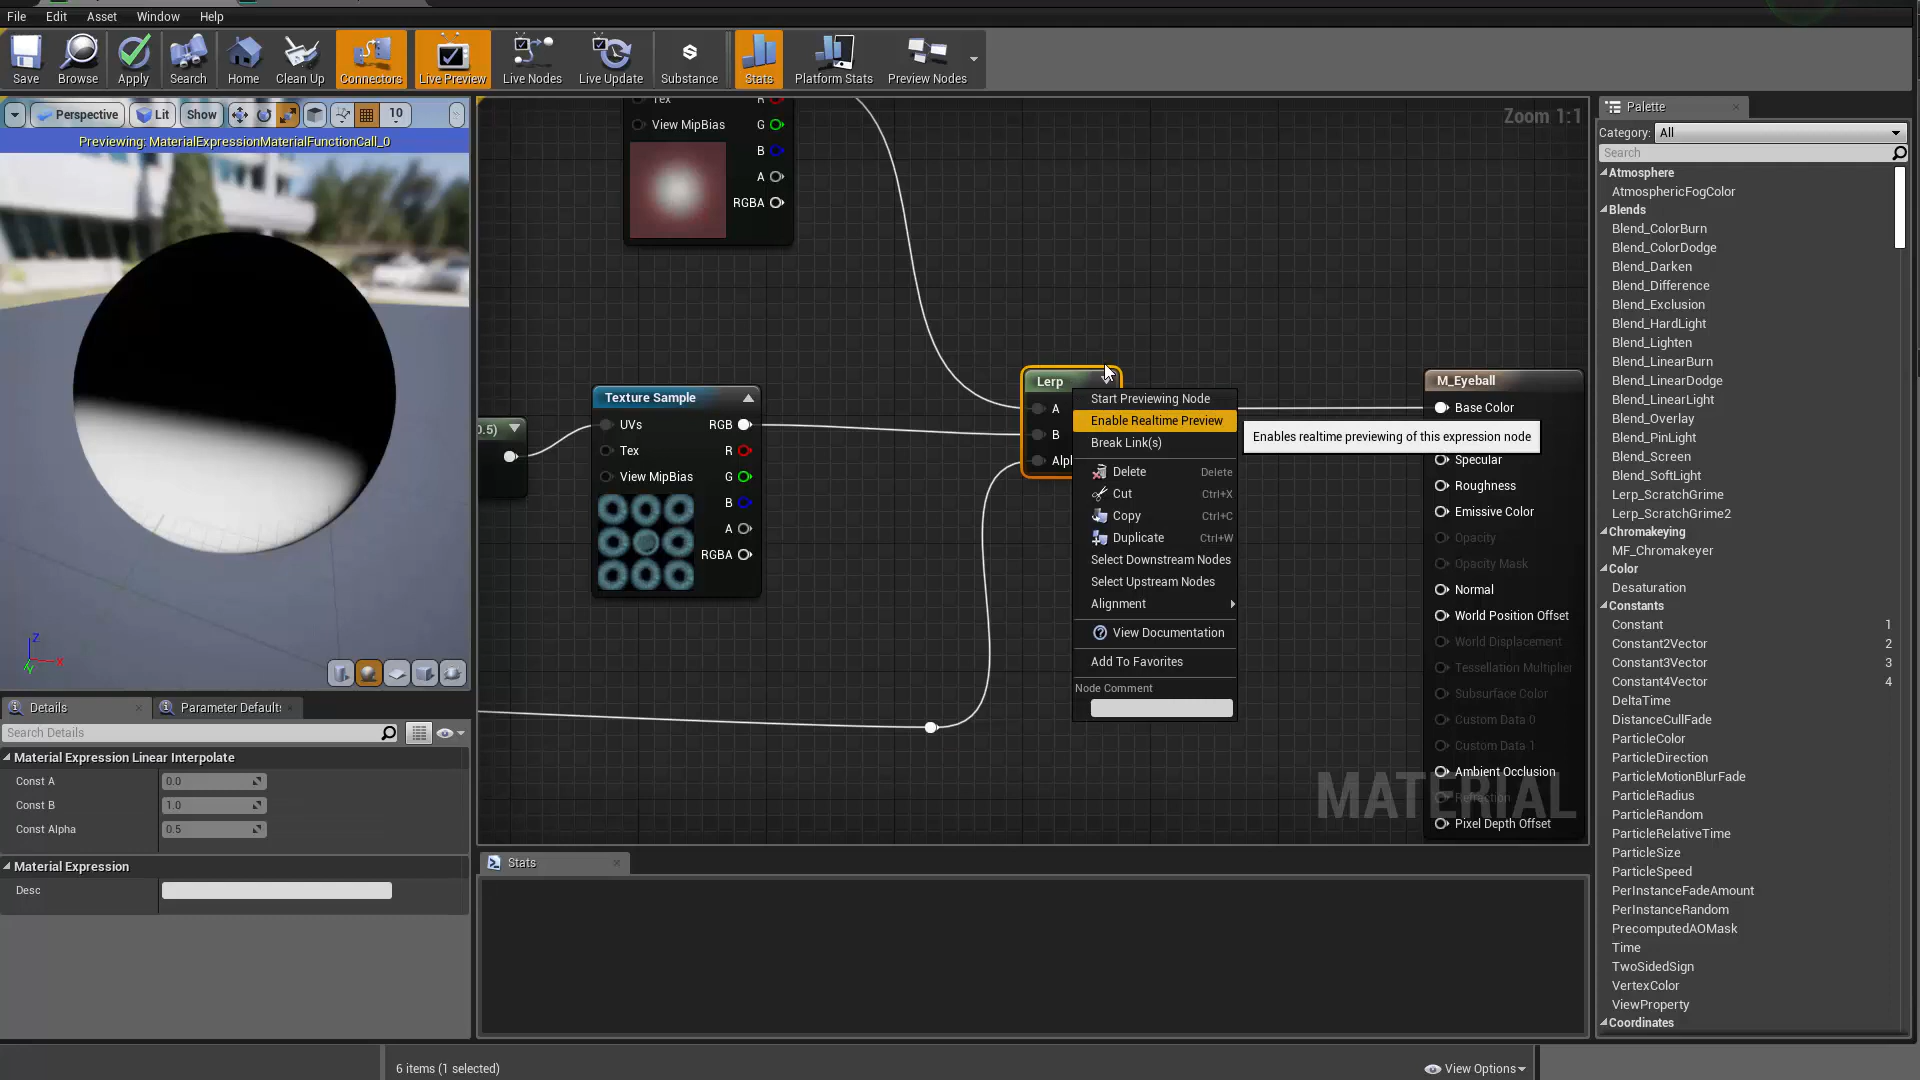 File Edit Asset Window Help
Save Browse Apply Search Home Clean Up Connectors Live Preview Live Nodes Live Update Substance Stats Platform Stats Preview Nodes
Perspective Lit Show 10
Previewing: MaterialExpressionMaterialFunctionCall_0
Z
X
Y
Details
Parameter Defaults
Search Details
Material Expression Linear Interpolate
Const A 0.0
Const B 1.0
Const Alpha 0.5
Material Expression
Desc
Zoom 1:1
Tex R
View MipBias G
B
A
RGBA
0.5)
Texture Sample
UVs RGB
Tex R
View MipBias G
B
A
RGBA
Lerp
A
B
Alph
Start Previewing Node
Enable Realtime Preview
Break Link(s)
Delete Delete
Cut Ctrl+X
Copy Ctrl+C
Duplicate Ctrl+W
Select Downstream Nodes
Select Upstream Nodes
Alignment
View Documentation
Add To Favorites
Node Comment
Enables realtime previewing of this expression node
M_Eyeball
Base Color
Specular
Roughness
Emissive Color
Opacity
Opacity Mask
Normal
World Position Offset
World Displacement
Tessellation Multiplier
Subsurface Color
Custom Data 0
Custom Data 1
Ambient Occlusion
Refraction
Pixel Depth Offset
MATERIAL
Stats
6 items (1 selected)
View Options
Palette
Category: All
Search
Atmosphere
AtmosphericFogColor
Blends
Blend_ColorBurn
Blend_ColorDodge
Blend_Darken
Blend_Difference
Blend_Exclusion
Blend_HardLight
Blend_Lighten
Blend_LinearBurn
Blend_LinearDodge
Blend_LinearLight
Blend_Overlay
Blend_PinLight
Blend_Screen
Blend_SoftLight
Lerp_ScratchGrime
Lerp_ScratchGrime2
Chromakeying
MF_Chromakeyer
Color
Desaturation
Constants
Constant 1
Constant2Vector 2
Constant3Vector 3
Constant4Vector 4
DeltaTime
DistanceCullFade
ParticleColor
ParticleDirection
ParticleMotionBlurFade
ParticleRadius
ParticleRandom
ParticleRelativeTime
ParticleSize
ParticleSpeed
PerInstanceFadeAmount
PerInstanceRandom
PrecomputedAOMask
Time
TwoSidedSign
VertexColor
ViewProperty
Coordinates